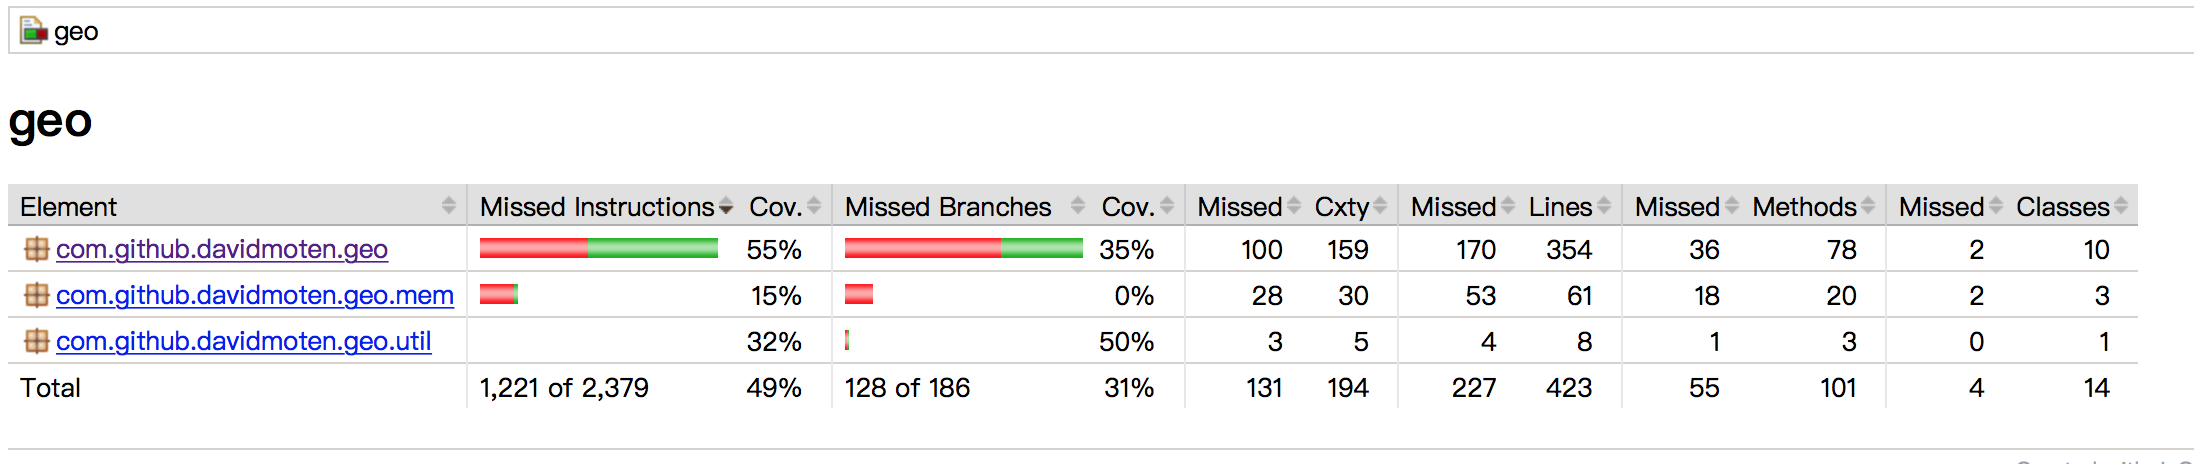 geo
geo
Element Missed Instructions Cov. Missed Branches Cov. Missed Cxty Missed Lines Missed Methods Missed Classes
com.github.davidmoten.geo 55% 35% 100 159 170 354 36 78 2 10
com.github.davidmoten.geo.mem 15% 0% 28 30 53 61 18 20 2 3
com.github.davidmoten.geo.util 32% 50% 3 5 4 8 1 3 0 1
Total 1,221 of 2,379 49% 128 of 186 31% 131 194 227 423 55 101 4 14